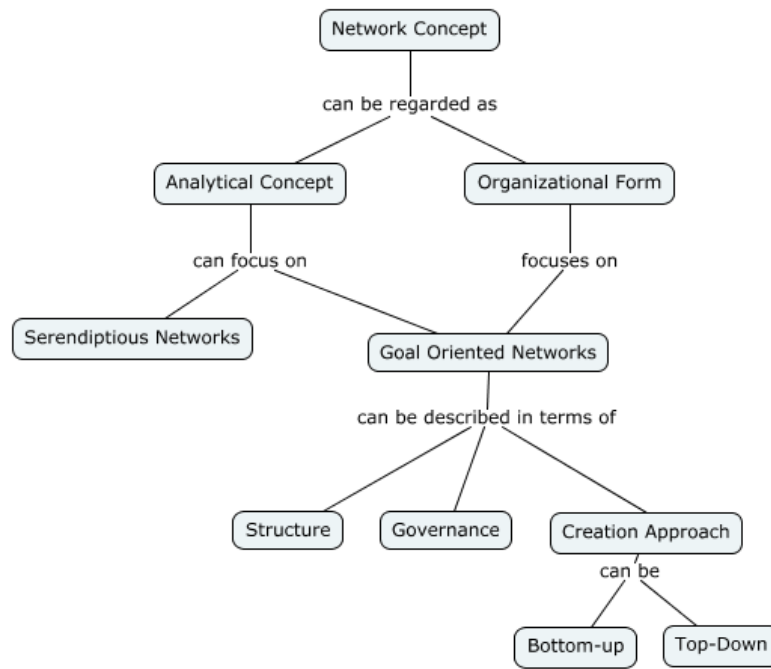 Network Concept
can be regarded as
Analytical Concept
Organizational Form
can focus on
focuses on
Serendiptious Networks
Goal Oriented Networks
can be described in terms of
Structure
Governance
Creation Approach
can be
Bottom-up
Top-Down